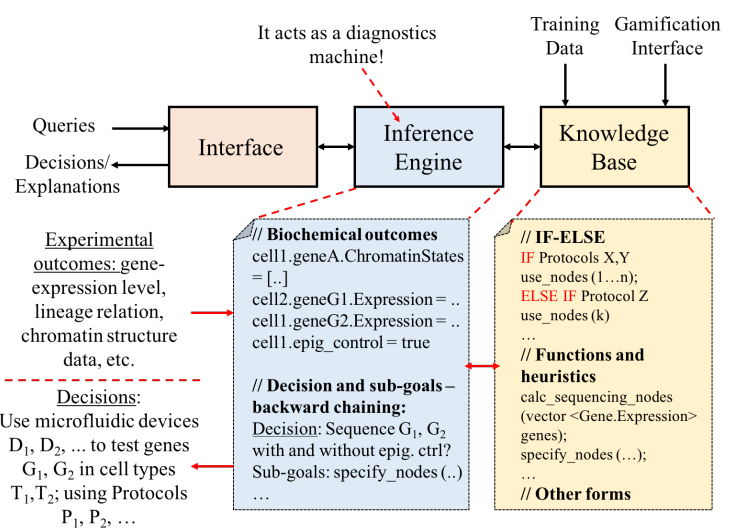 It acts as a diagnostics
machine!
Training
Data
Gamification
Interface
Queries
Decisions/
Explanations
Interface
Inference
Engine
Knowledge
Base
Experimental
outcomes: gene-
expression level,
lineage relation,
chromatin structure
data, etc.
Decisions:
Use microfluidic devices
D1, D2, ... to test genes
G1, G2 in cell types
T1,T2; using Protocols
P1, P2, …
// Biochemical outcomes
cell1.geneA.ChromatinStates
= [..]
cell2.geneG1.Expression = ..
cell1.geneG2.Expression = ..
cell1.epig_control = true
// Decision and sub-goals –
backward chaining:
Decision: Sequence G1, G2
with and without epig. ctrl?
Sub-goals: specify_nodes (..)
…
// IF-ELSE
IF Protocols X,Y
use_nodes (1…n);
ELSE IF Protocol Z
use_nodes (k)
…
// Functions and
heuristics
calc_sequencing_nodes
(vector <Gene.Expression>
genes);
specify_nodes (…);
…
// Other forms